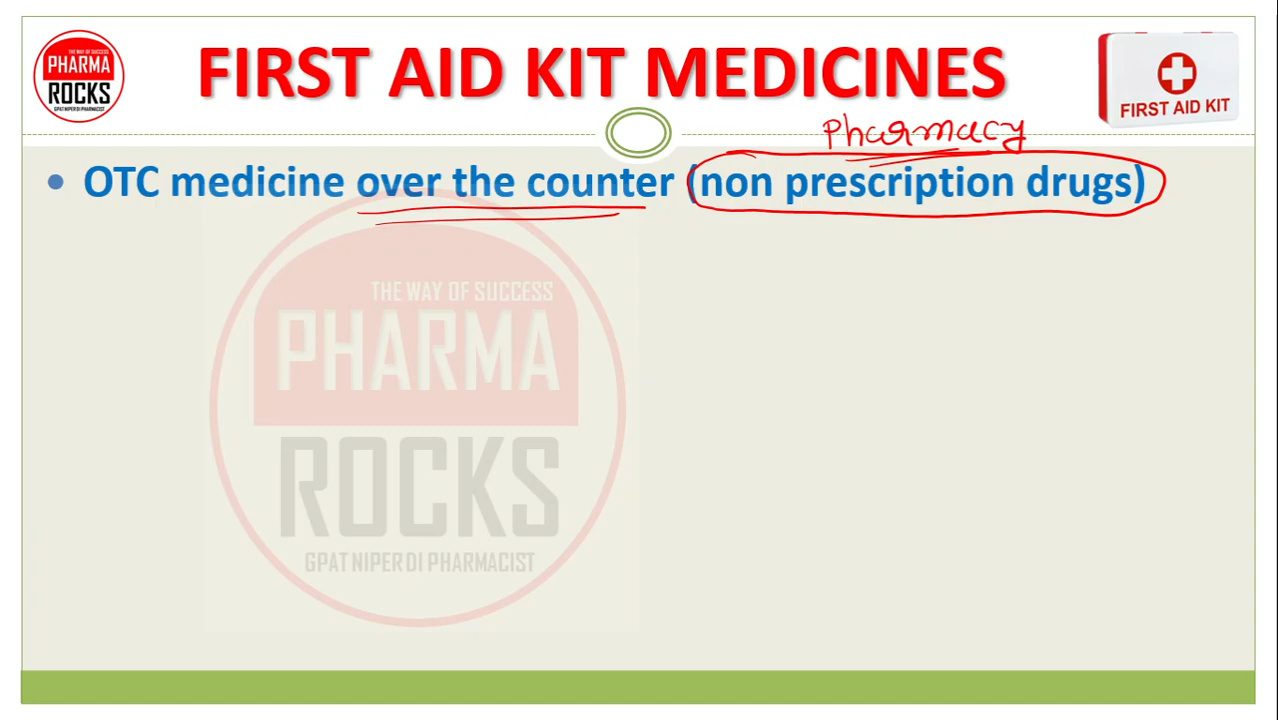 THE WAY OF SUCCESS
PHARMA
ROCKS
GPAT NIPER DI PHARMACIST
FIRST AID KIT MEDICINES
FIRST AID KIT
Pharmacy
• OTC medicine over the counter (non prescription drugs)
THE WAY OF SUCCESS
PHARMA
ROCKS
GPAT NIPER DI PHARMACIST